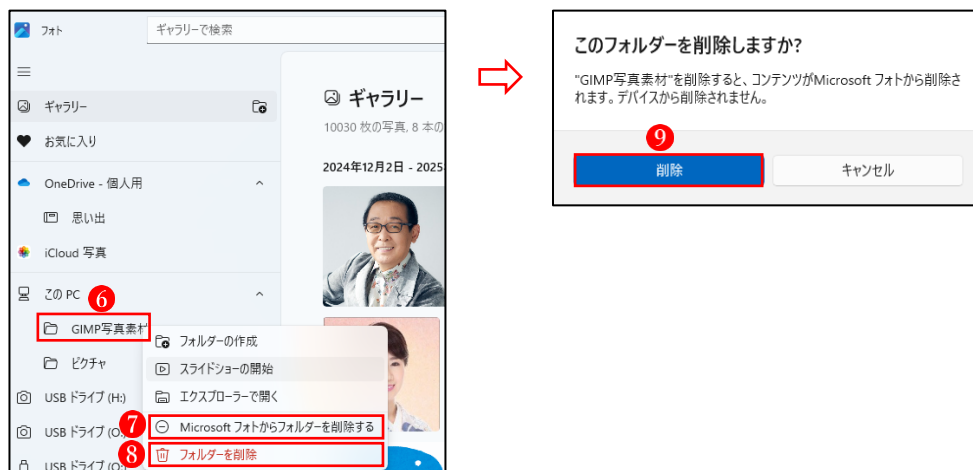 フォト
ギャラリーで検索
ギャラリー
お気に入り
OneDrive - 個人用
思い出
iCloud 写真
この PC
6
GIMP写真素材
ピクチャ
USB ドライブ (H:)
USB ドライブ (O:)
USB ドライブ (O:)
ギャラリー
10030 枚の写真, 8 本の
2024年12月2日 - 2025
フォルダーの作成
スライドショーの開始
エクスプローラーで開く
7
Microsoft フォトからフォルダーを削除する
8
フォルダーを削除
このフォルダーを削除しますか?
"GIMP写真素材"を削除すると、コンテンツがMicrosoft フォトから削除さ
れます。デバイスから削除されません。
9
削除
キャンセル